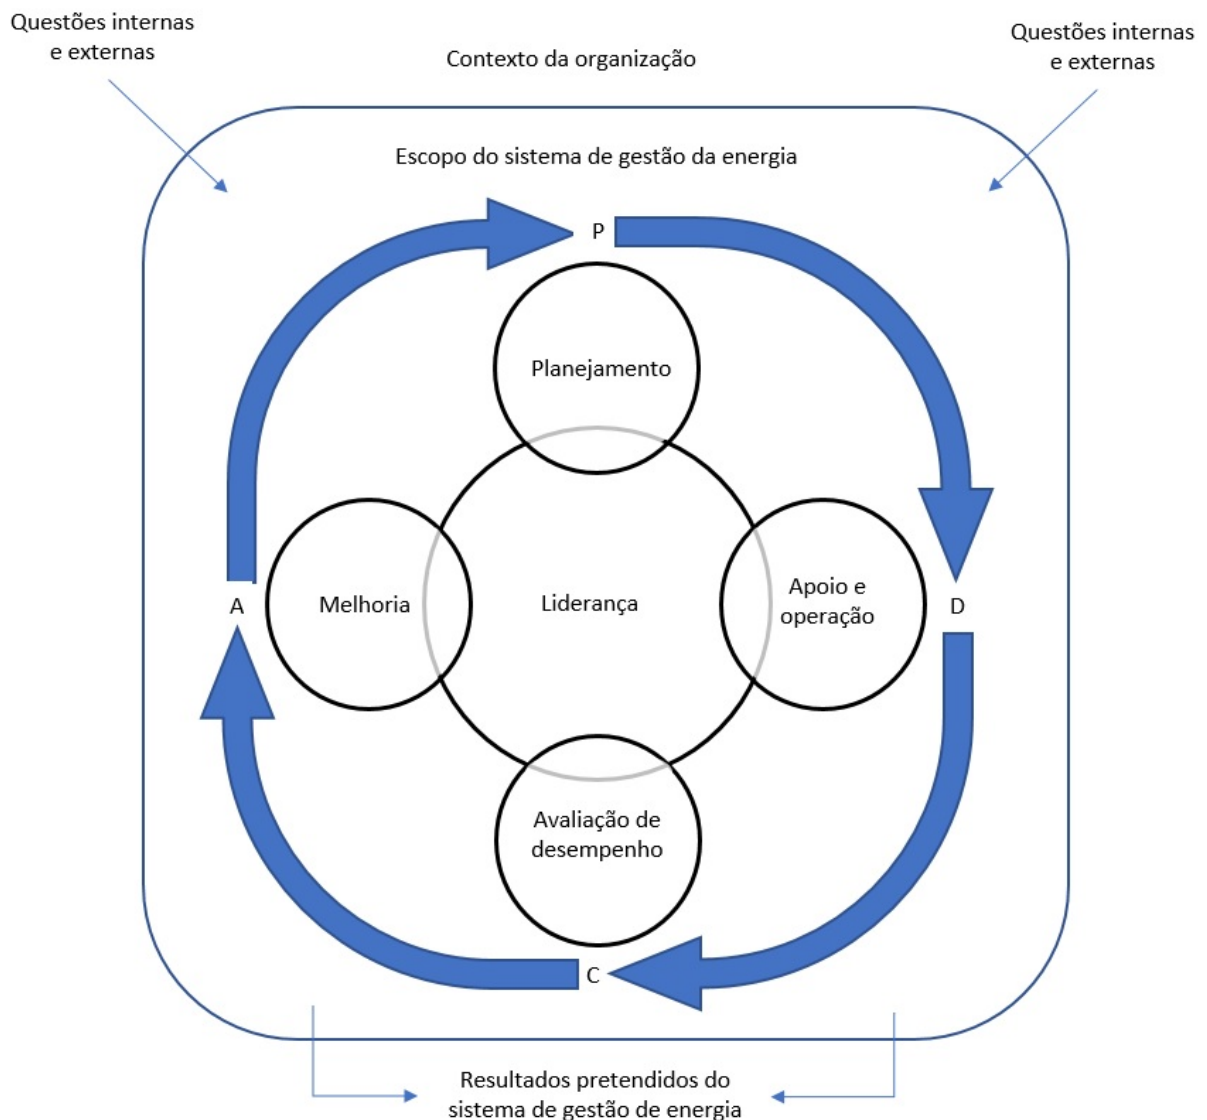 Questões internas
e externas
Contexto da organização
Questões internas
e externas
Escopo do sistema de gestão da energia
P
Planejamento
A
Melhoria
Liderança
Apoio e
operação
D
Avaliação de
desempenho
C
Resultados pretendidos do
sistema de gestão de energia